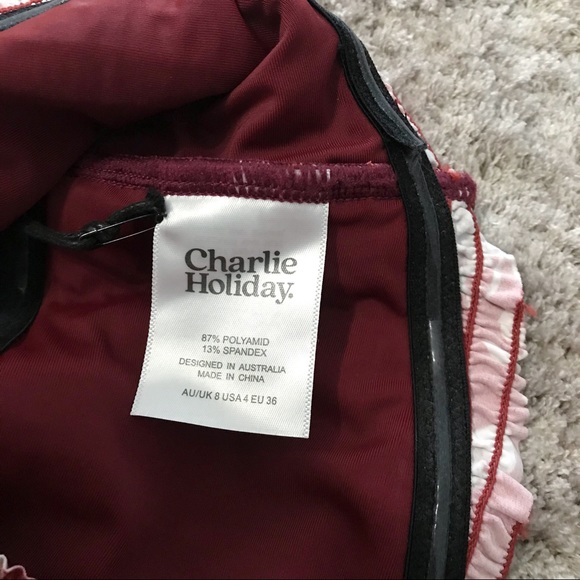 Charlie
Holiday.
87% POLYAMID
13% SPANDEX
DESIGNED IN AUSTRALIA
MADE IN CHINA
AU/UK 8 USA 4 EU 36